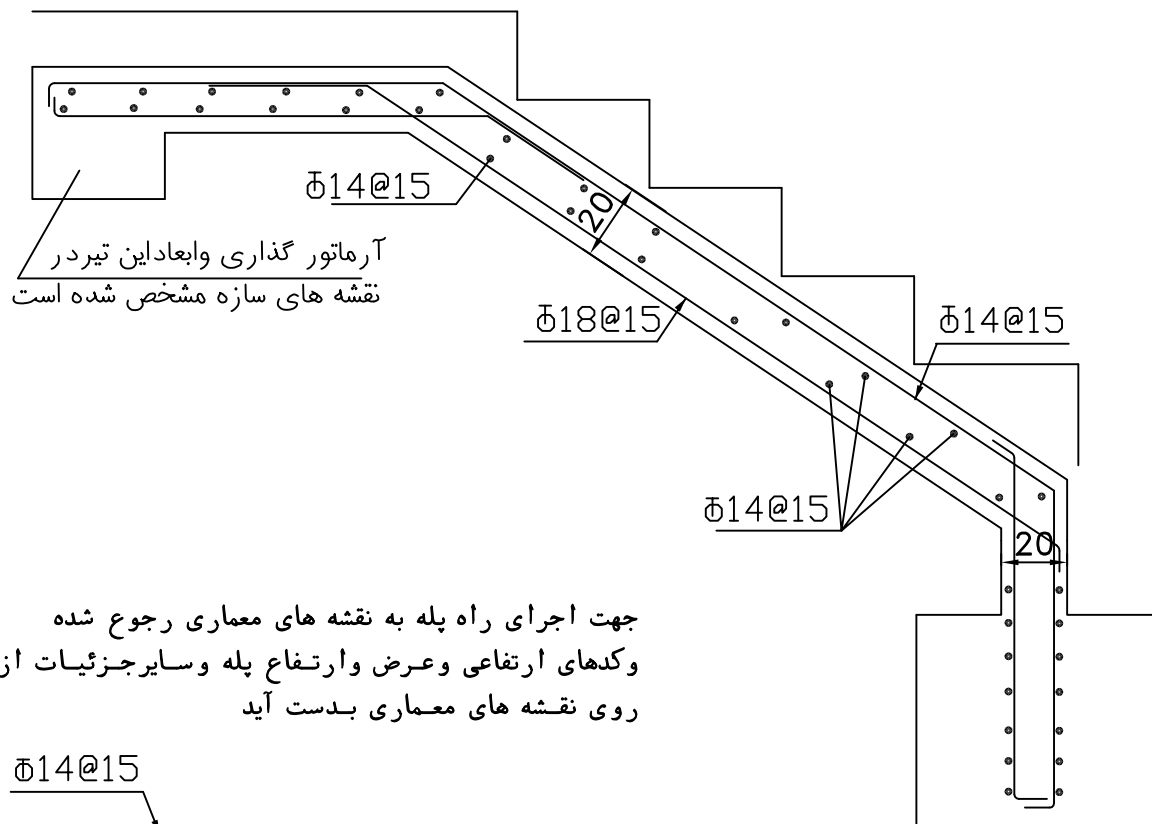 Φ14@15
20
آرماتور گذاری وابعاداین تیردر
نقشه های سازه مشخص شده است
Φ18@15
Φ14@15
Φ14@15
20
جهت اجرای راه پله به نقشه های معماری رجوع شده
وکدهای ارتفاعی وعرض وارتفاع پله وسایرجزئیات از
روی نقشه های معماری بدست آید
Φ14@15